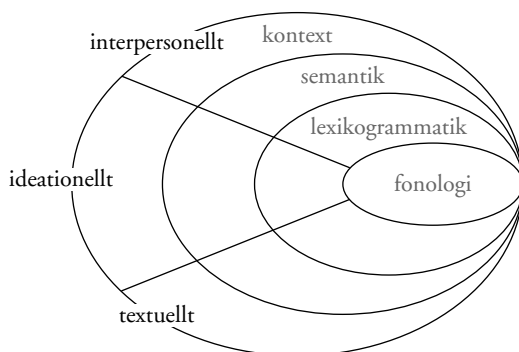 interpersonellt
kontext
semantik
lexikogrammatik
ideationellt
fonologi
textuellt